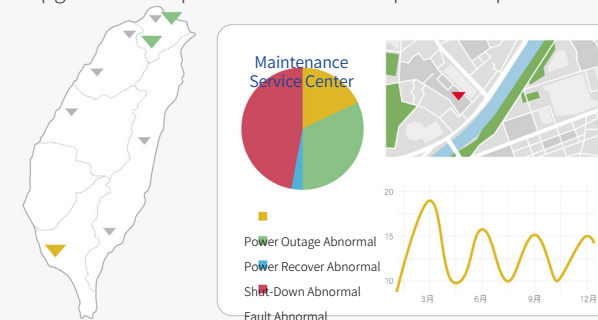 Maintenance
Service Center
Power Outage Abnormal
Power Recover Abnormal
Shut-Down Abnormal
Fault Abnormal
20
15
10
3月
6月
9月
12月